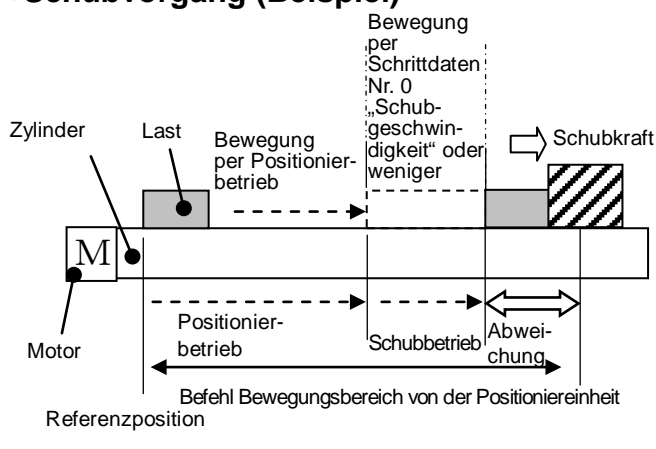 Schubvorgang (Beispiel)
Bewegung
per
Schrittdaten
Nr. 0
„Schub-
geschwin-
digkeit“ oder
weniger
Zylinder
Last
Bewegung
per Positionier-
betrieb
Schubkraft
M
Motor
Positionier-
betrieb
Schubbetrieb
Abwei-
chung
Befehl Bewegungsbereich von der Positioniereinheit
Referenzposition